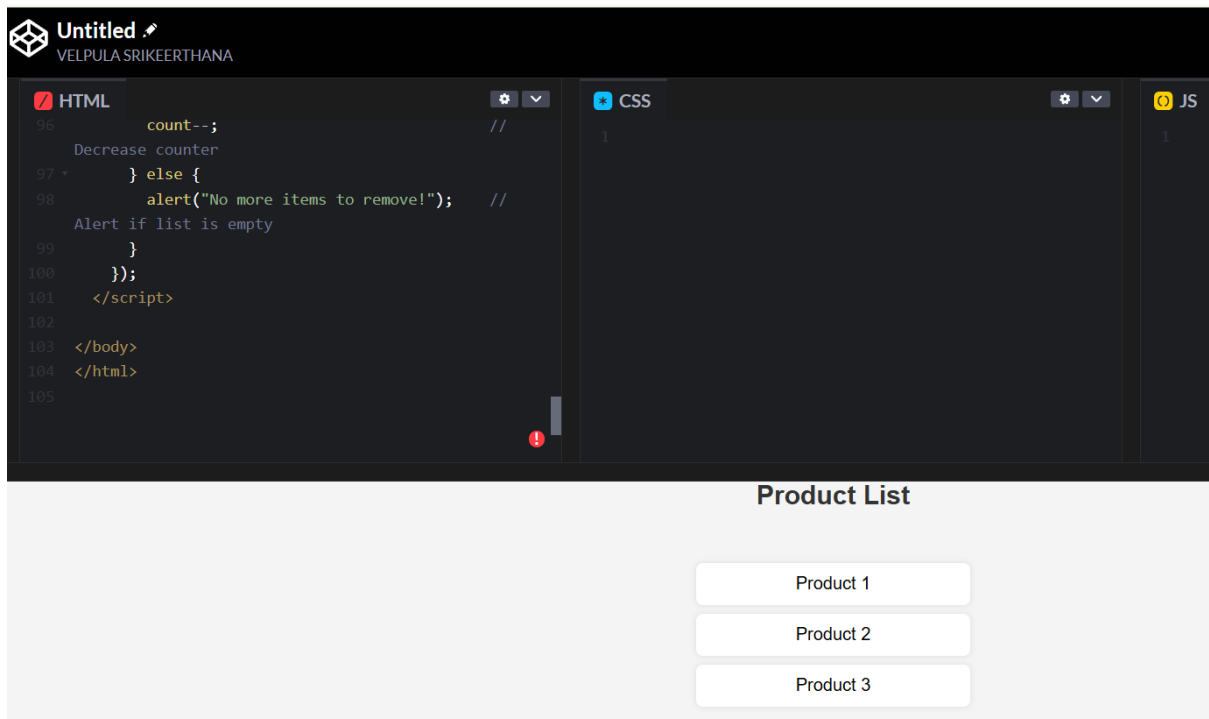 Untitled
VELPULA SRIKEERTHANA
/ HTML
* CSS
() JS
96 count--; //
Decrease counter
97 } else {
98 alert("No more items to remove!"); //
Alert if list is empty
99 }
100 });
101 </script>
102
103 </body>
104 </html>
105
!
1
1
Product List
Product 1
Product 2
Product 3